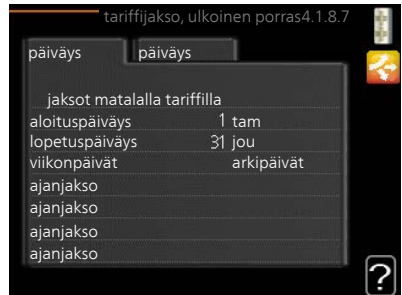 tariffijakso, ulkoinen porras4.1.8.7
päiväys päiväys
jaksot matalalla tariffilla
aloituspäiväys 1 tam
lopetuspäiväys 31 jou
viikonpäivät arkipäivät
ajanjakso
ajanjakso
ajanjakso
ajanjakso
?